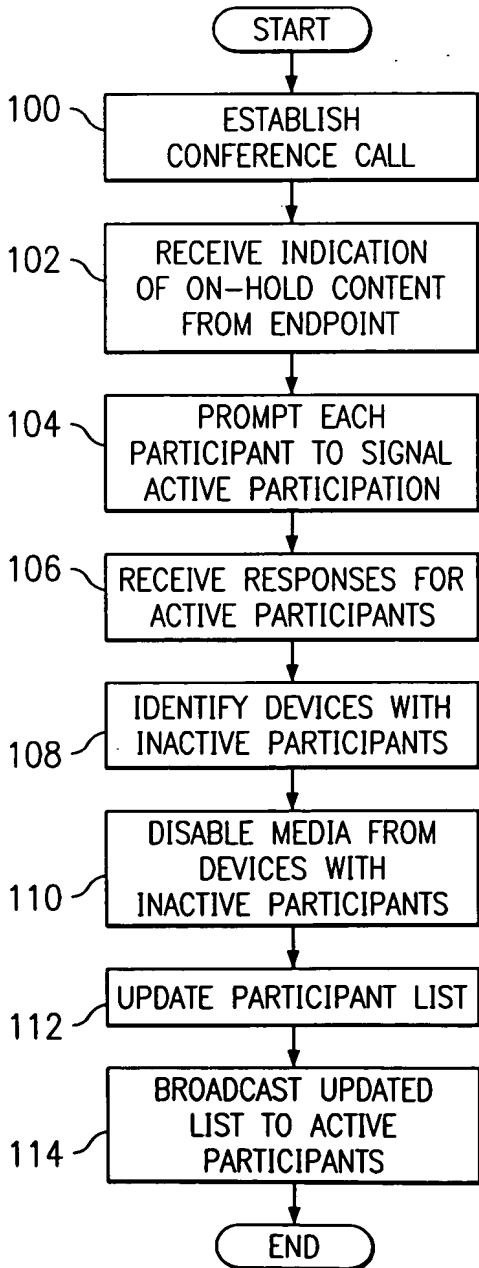 START
100
ESTABLISH
CONFERENCE CALL
102
RECEIVE INDICATION
OF ON-HOLD CONTENT
FROM ENDPOINT
104
PROMPT EACH
PARTICIPANT TO SIGNAL
ACTIVE PARTICIPATION
106
RECEIVE RESPONSES FOR
ACTIVE PARTICIPANTS
108
IDENTIFY DEVICES WITH
INACTIVE PARTICIPANTS
110
DISABLE MEDIA FROM
DEVICES WITH
INACTIVE PARTICIPANTS
112
UPDATE PARTICIPANT LIST
114
BROADCAST UPDATED
LIST TO ACTIVE
PARTICIPANTS
END